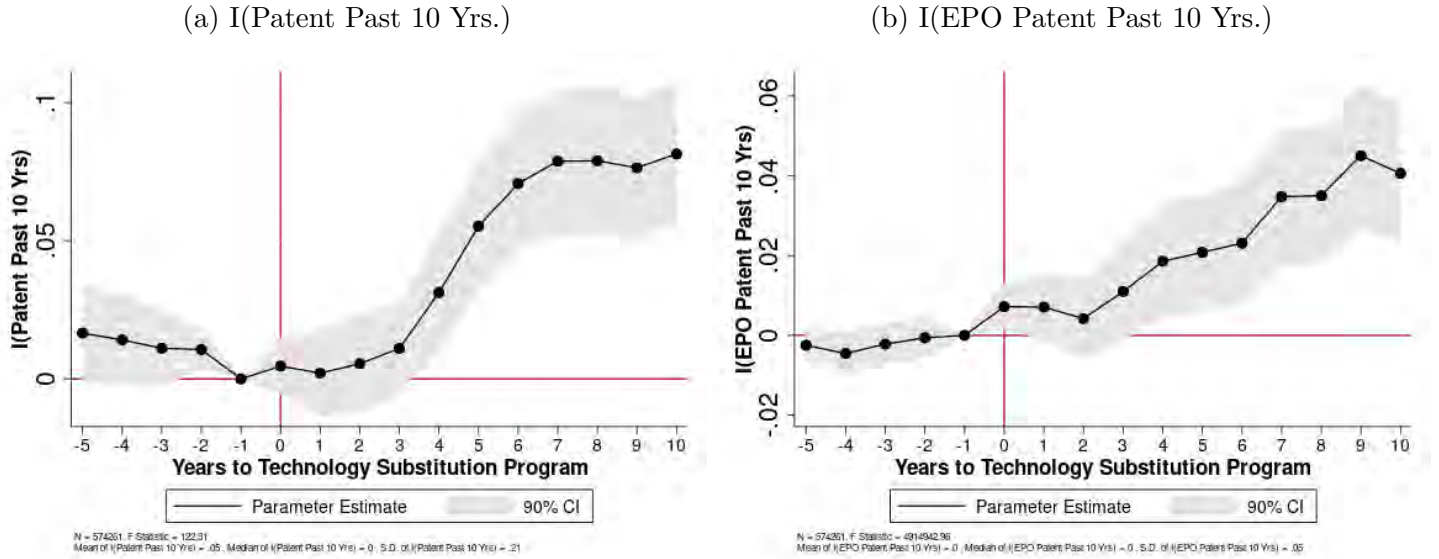 (a) I(Patent Past 10 Yrs.)
I(Patent Past 10 Yrs)
.1
.05
0
-5 -4 -3 -2 -1 0 1 2 3 4 5 6 7 8 9 10
Years to Technology Substitution Program
Parameter Estimate 90% CI
N = 574261, F Statistic = 122.31
Mean of I(Patent Past 10 Yrs) = .05 , Median of I(Patent Past 10 Yrs) = 0 , S.D. of I(Patent Past 10 Yrs) = .21
(b) I(EPO Patent Past 10 Yrs.)
I(EPO Patent Past 10 Yrs)
.06
.04
.02
0
-.02
-5 -4 -3 -2 -1 0 1 2 3 4 5 6 7 8 9 10
Years to Technology Substitution Program
Parameter Estimate 90% CI
N = 574261, F Statistic = 4914942.96
Mean of I(EPO Patent Past 10 Yrs) = 0 , Median of I(EPO Patent Past 10 Yrs) = 0 , S.D. of I(EPO Patent Past 10 Yrs) = .05